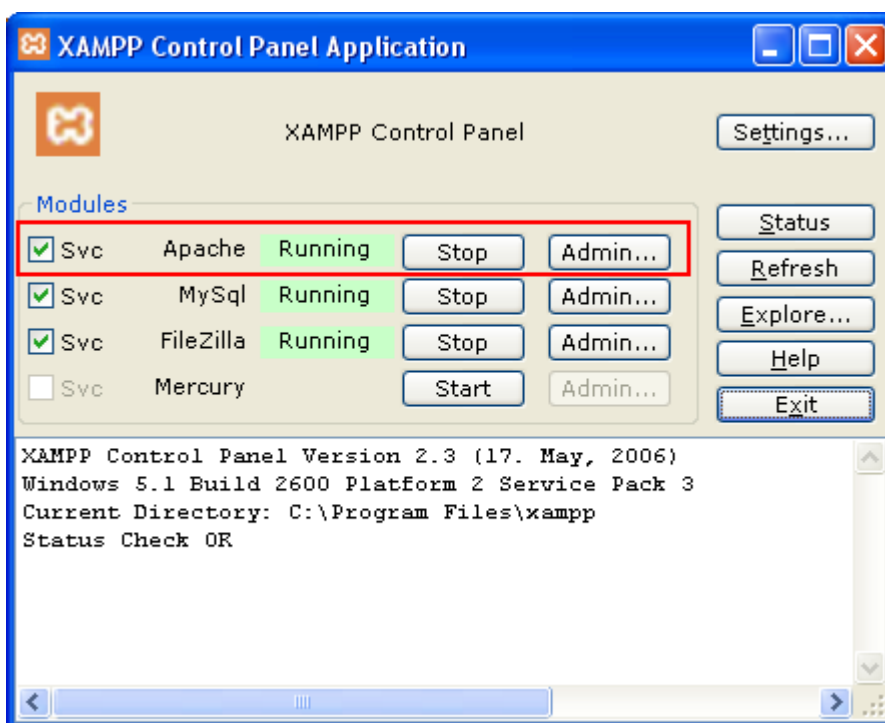 XAMPP Control Panel Application
XAMPP Control Panel
Settings...
Modules
Svc Apache Running Stop Admin...
Svc MySql Running Stop Admin...
Svc FileZilla Running Stop Admin...
Svc Mercury Start Admin...
Status
Refresh
Explore...
Help
Exit
XAMPP Control Panel Version 2.3 (17. May, 2006)
Windows 5.1 Build 2600 Platform 2 Service Pack 3
Current Directory: C:\Program Files\xampp
Status Check OK